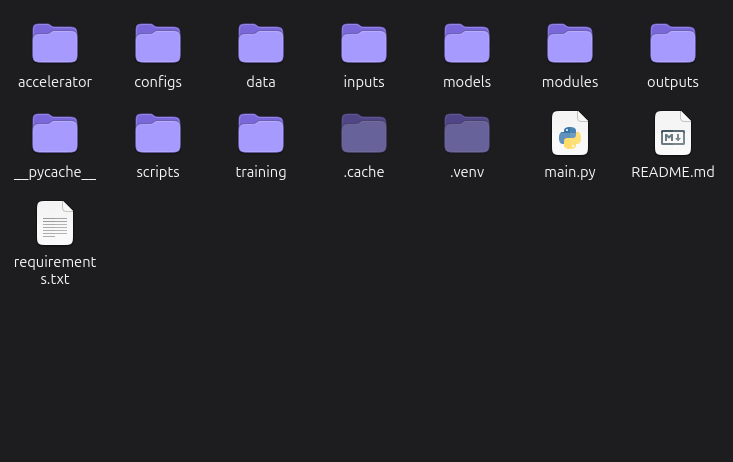 accelerator configs data inputs models modules outputs
__pycache__ scripts training .cache .venv main.py README.md
requirement
s.txt